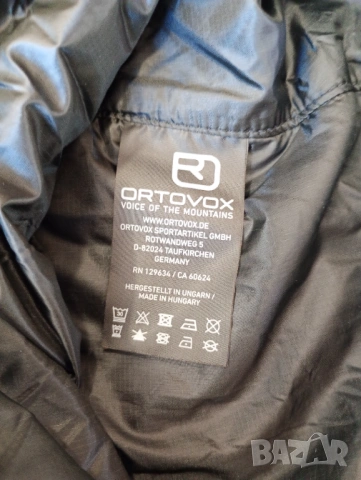 ORTOVOX
VOICE OF THE MOUNTAINS
WWW.ORTOVOX.DE
ORTOVOX SPORTARTIKEL GMBH
ROTWANDWEG 5
D-82024 TAUFKIRCHEN
GERMANY
RN 129634 / CA 60624
HERGESTELLT IN UNGARN /
MADE IN HUNGARY
BAZAR